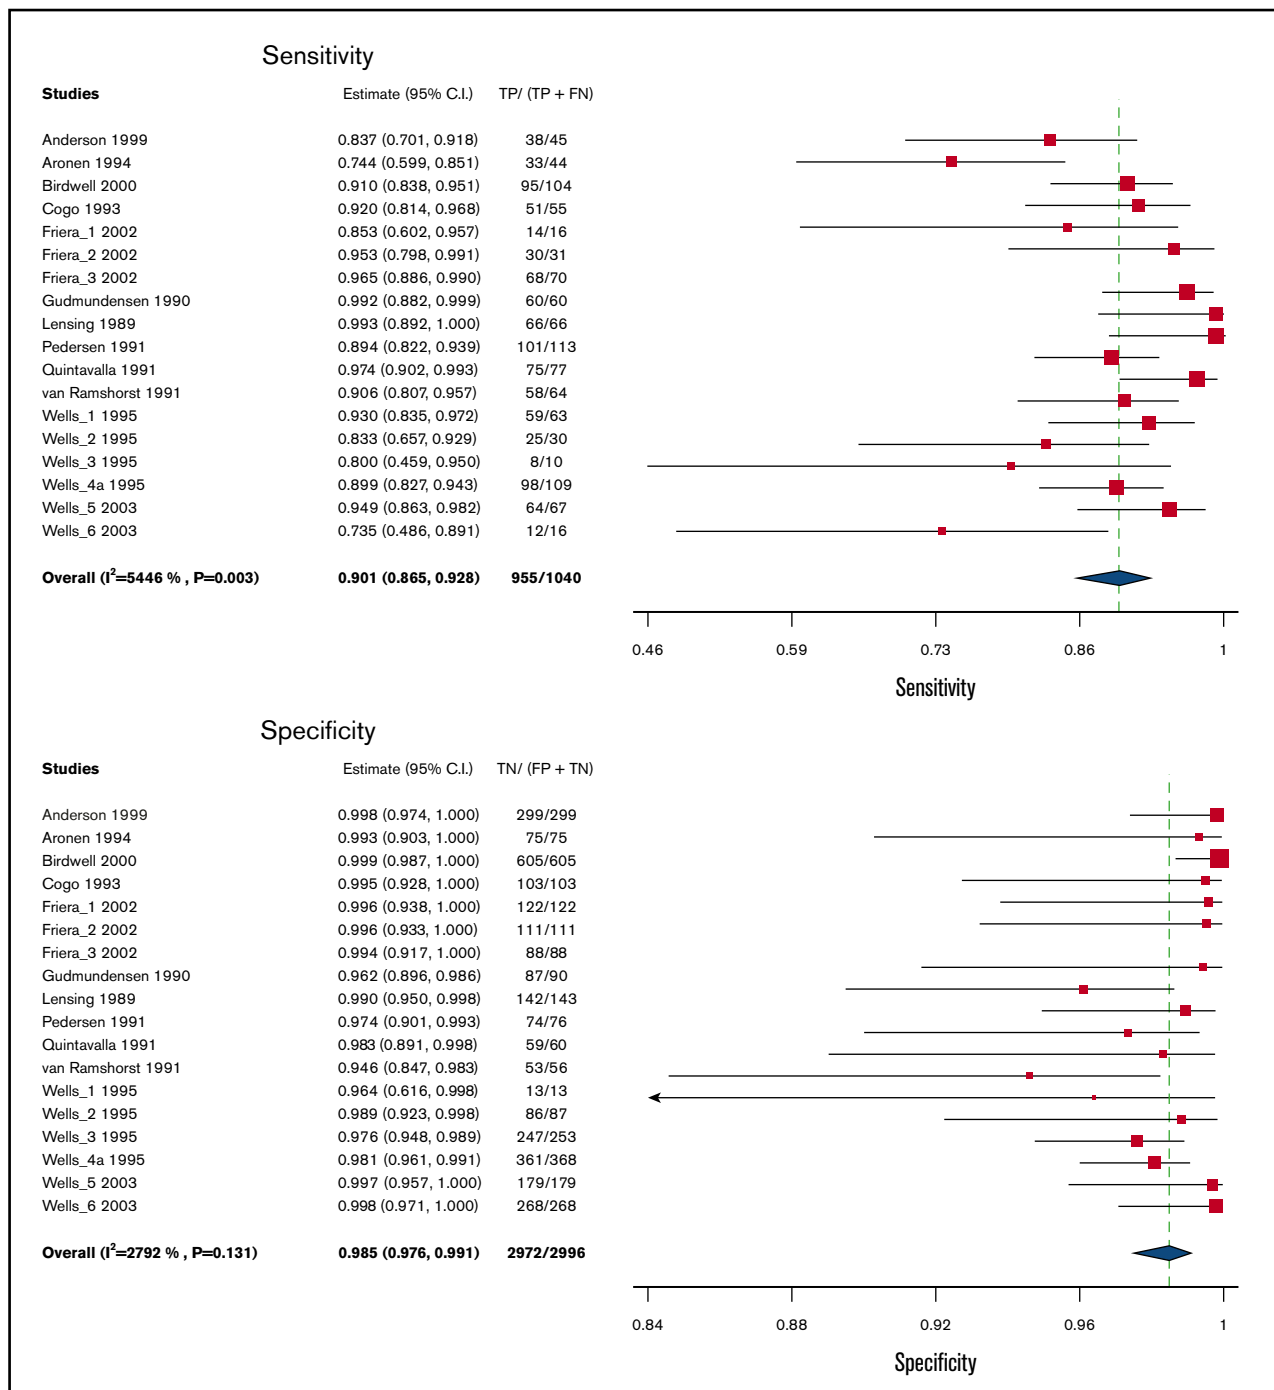 Sensitivity
Studies Estimate (95% C.I.) TP/ (TP + FN)
Anderson 1999 0.837 (0.701, 0.918) 38/45
Aronen 1994 0.744 (0.599, 0.851) 33/44
Birdwell 2000 0.910 (0.838, 0.951) 95/104
Cogo 1993 0.920 (0.814, 0.968) 51/55
Friera_1 2002 0.853 (0.602, 0.957) 14/16
Friera_2 2002 0.953 (0.798, 0.991) 30/31
Friera_3 2002 0.965 (0.886, 0.990) 68/70
Gudmundensen 1990 0.992 (0.882, 0.999) 60/60
Lensing 1989 0.993 (0.892, 1.000) 66/66
Pedersen 1991 0.894 (0.822, 0.939) 101/113
Quintavalla 1991 0.974 (0.902, 0.993) 75/77
van Ramshorst 1991 0.906 (0.807, 0.957) 58/64
Wells_1 1995 0.930 (0.835, 0.972) 59/63
Wells_2 1995 0.833 (0.657, 0.929) 25/30
Wells_3 1995 0.800 (0.459, 0.950) 8/10
Wells_4a 1995 0.899 (0.827, 0.943) 98/109
Wells_5 2003 0.949 (0.863, 0.982) 64/67
Wells_6 2003 0.735 (0.486, 0.891) 12/16
Overall (I²=5446 % , P=0.003) 0.901 (0.865, 0.928) 955/1040
0.46 0.59 0.73 0.86 1
Sensitivity
Specificity
Studies Estimate (95% C.I.) TN/ (FP + TN)
Anderson 1999 0.998 (0.974, 1.000) 299/299
Aronen 1994 0.993 (0.903, 1.000) 75/75
Birdwell 2000 0.999 (0.987, 1.000) 605/605
Cogo 1993 0.995 (0.928, 1.000) 103/103
Friera_1 2002 0.996 (0.938, 1.000) 122/122
Friera_2 2002 0.996 (0.933, 1.000) 111/111
Friera_3 2002 0.994 (0.917, 1.000) 88/88
Gudmundensen 1990 0.962 (0.896, 0.986) 87/90
Lensing 1989 0.990 (0.950, 0.998) 142/143
Pedersen 1991 0.974 (0.901, 0.993) 74/76
Quintavalla 1991 0.983 (0.891, 0.998) 59/60
van Ramshorst 1991 0.946 (0.847, 0.983) 53/56
Wells_1 1995 0.964 (0.616, 0.998) 13/13
Wells_2 1995 0.989 (0.923, 0.998) 86/87
Wells_3 1995 0.976 (0.948, 0.989) 247/253
Wells_4a 1995 0.981 (0.961, 0.991) 361/368
Wells_5 2003 0.997 (0.957, 1.000) 179/179
Wells_6 2003 0.998 (0.971, 1.000) 268/268
Overall (I²=2792 % , P=0.131) 0.985 (0.976, 0.991) 2972/2996
0.84 0.88 0.92 0.96 1
Specificity